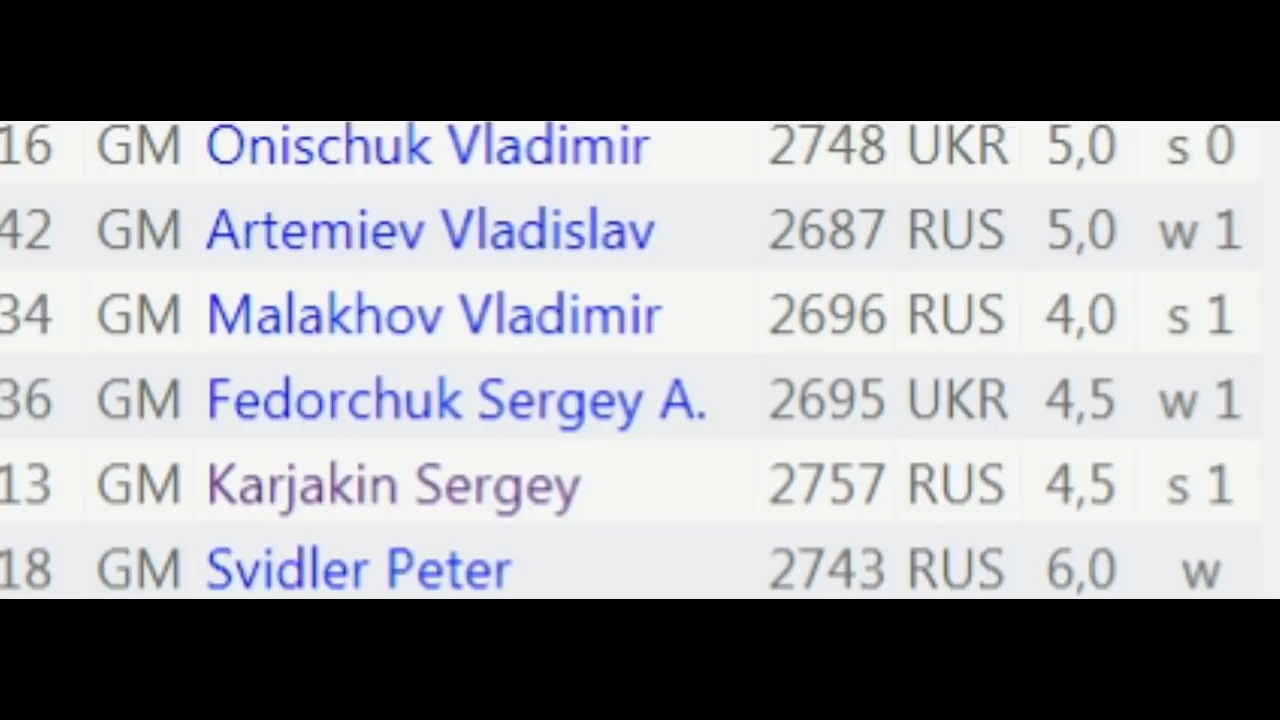 16 GM Onischuk Vladimir 2748 UKR 5,0 s 0
42 GM Artemiev Vladislav 2687 RUS 5,0 w 1
34 GM Malakhov Vladimir 2696 RUS 4,0 s 1
36 GM Fedorchuk Sergey A. 2695 UKR 4,5 w 1
13 GM Karjakin Sergey 2757 RUS 4,5 s 1
18 GM Svidler Peter 2743 RUS 6,0 w